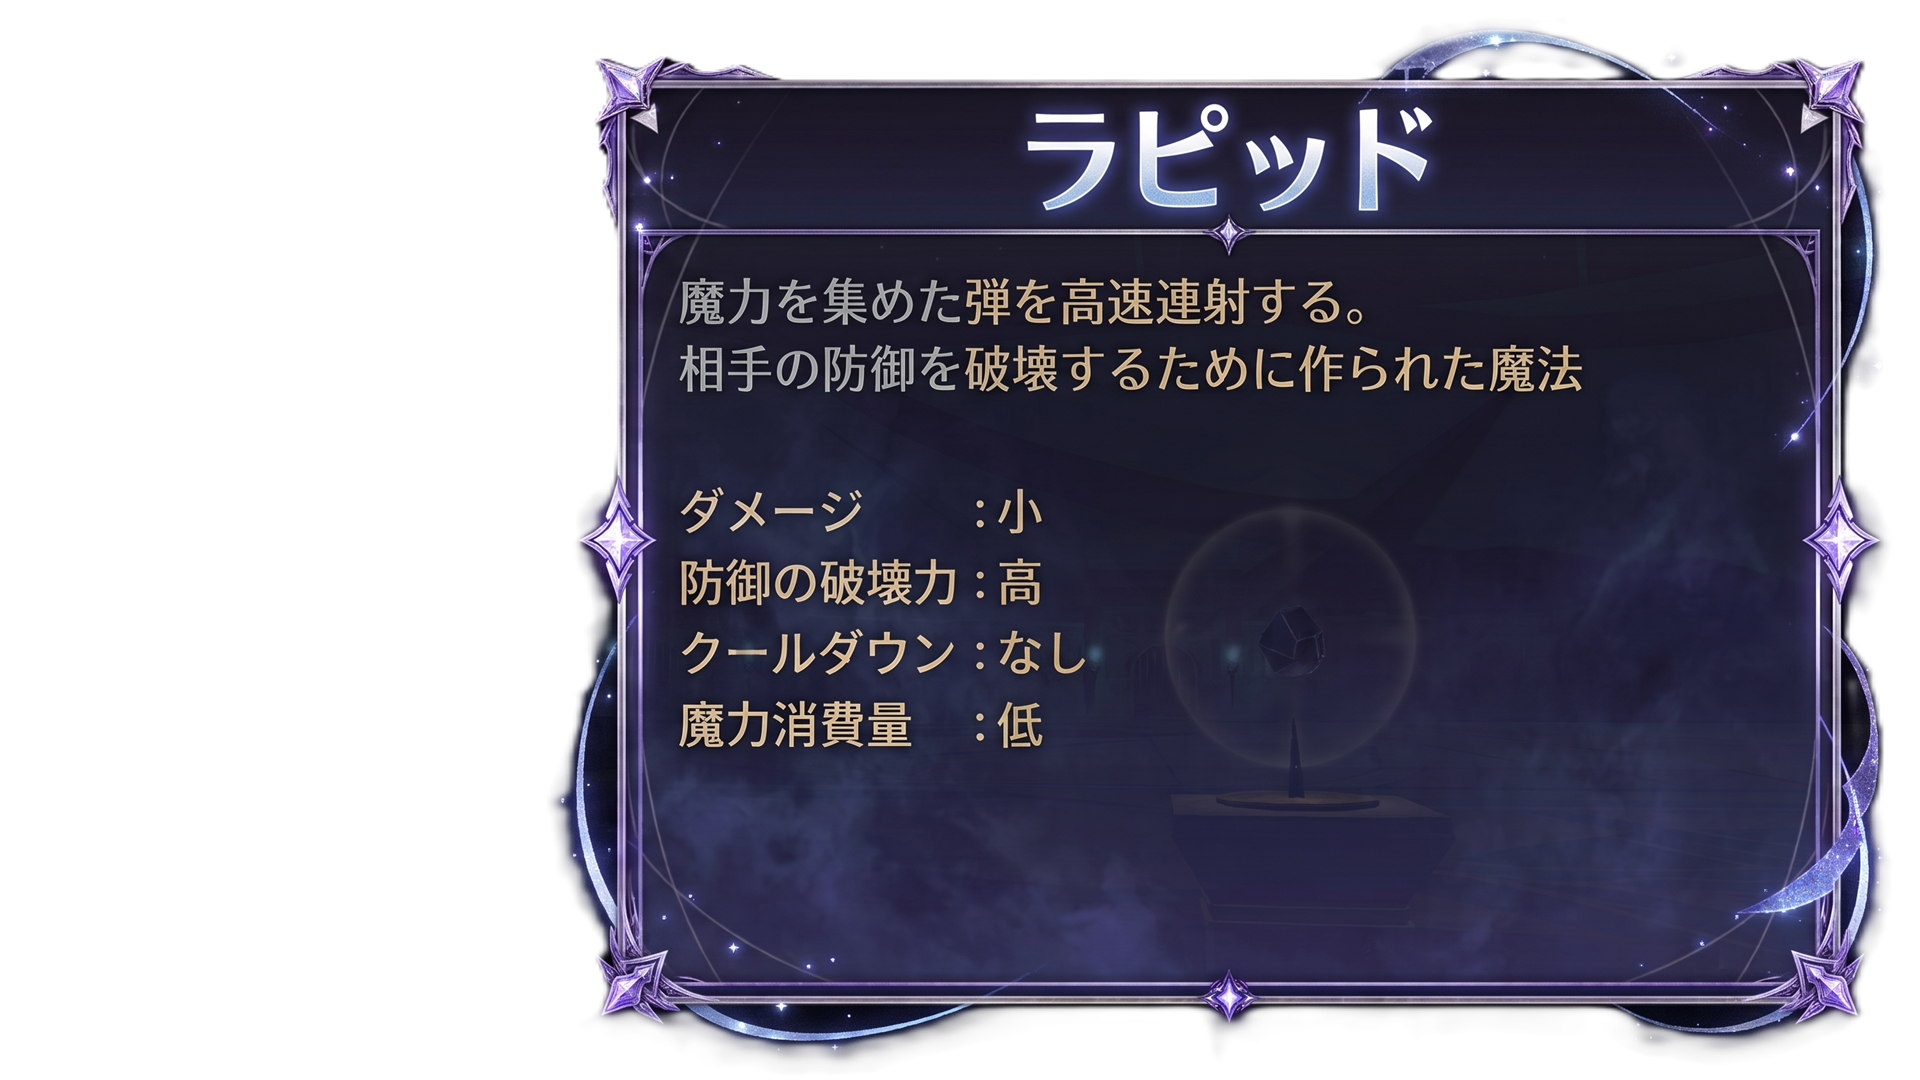 ラピッド
魔力を集めた弾を高速連射する。
相手の防御を破壊するために作られた魔法
ダメージ　　：小
防御の破壊力：高
クールダウン：なし
魔力消費量　：低